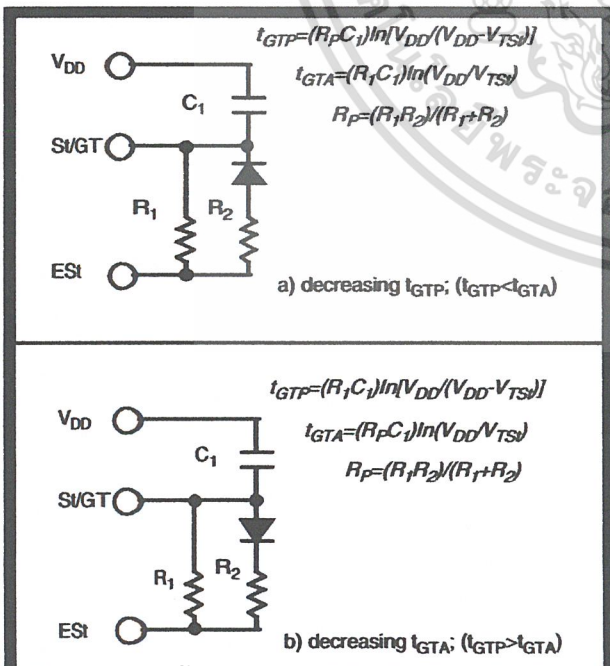 t_GTP=(R_PC_1)ln[V_DD/(V_DD-V_TSt)]
V_DD
t_GTA=(R_1C_1)ln(V_DD/V_TSt)
C_1
R_P=(R_1R_2)/(R_1+R_2)
St/GT
R_1
R_2
ESt
a) decreasing t_GTP; (t_GTP<t_GTA)
t_GTP=(R_1C_1)ln[V_DD/(V_DD-V_TSt)]
V_DD
t_GTA=(R_PC_1)ln(V_DD/V_TSt)
C_1
R_P=(R_1R_2)/(R_1+R_2)
St/GT
R_1
R_2
ESt
b) decreasing t_GTA; (t_GTP>t_GTA)